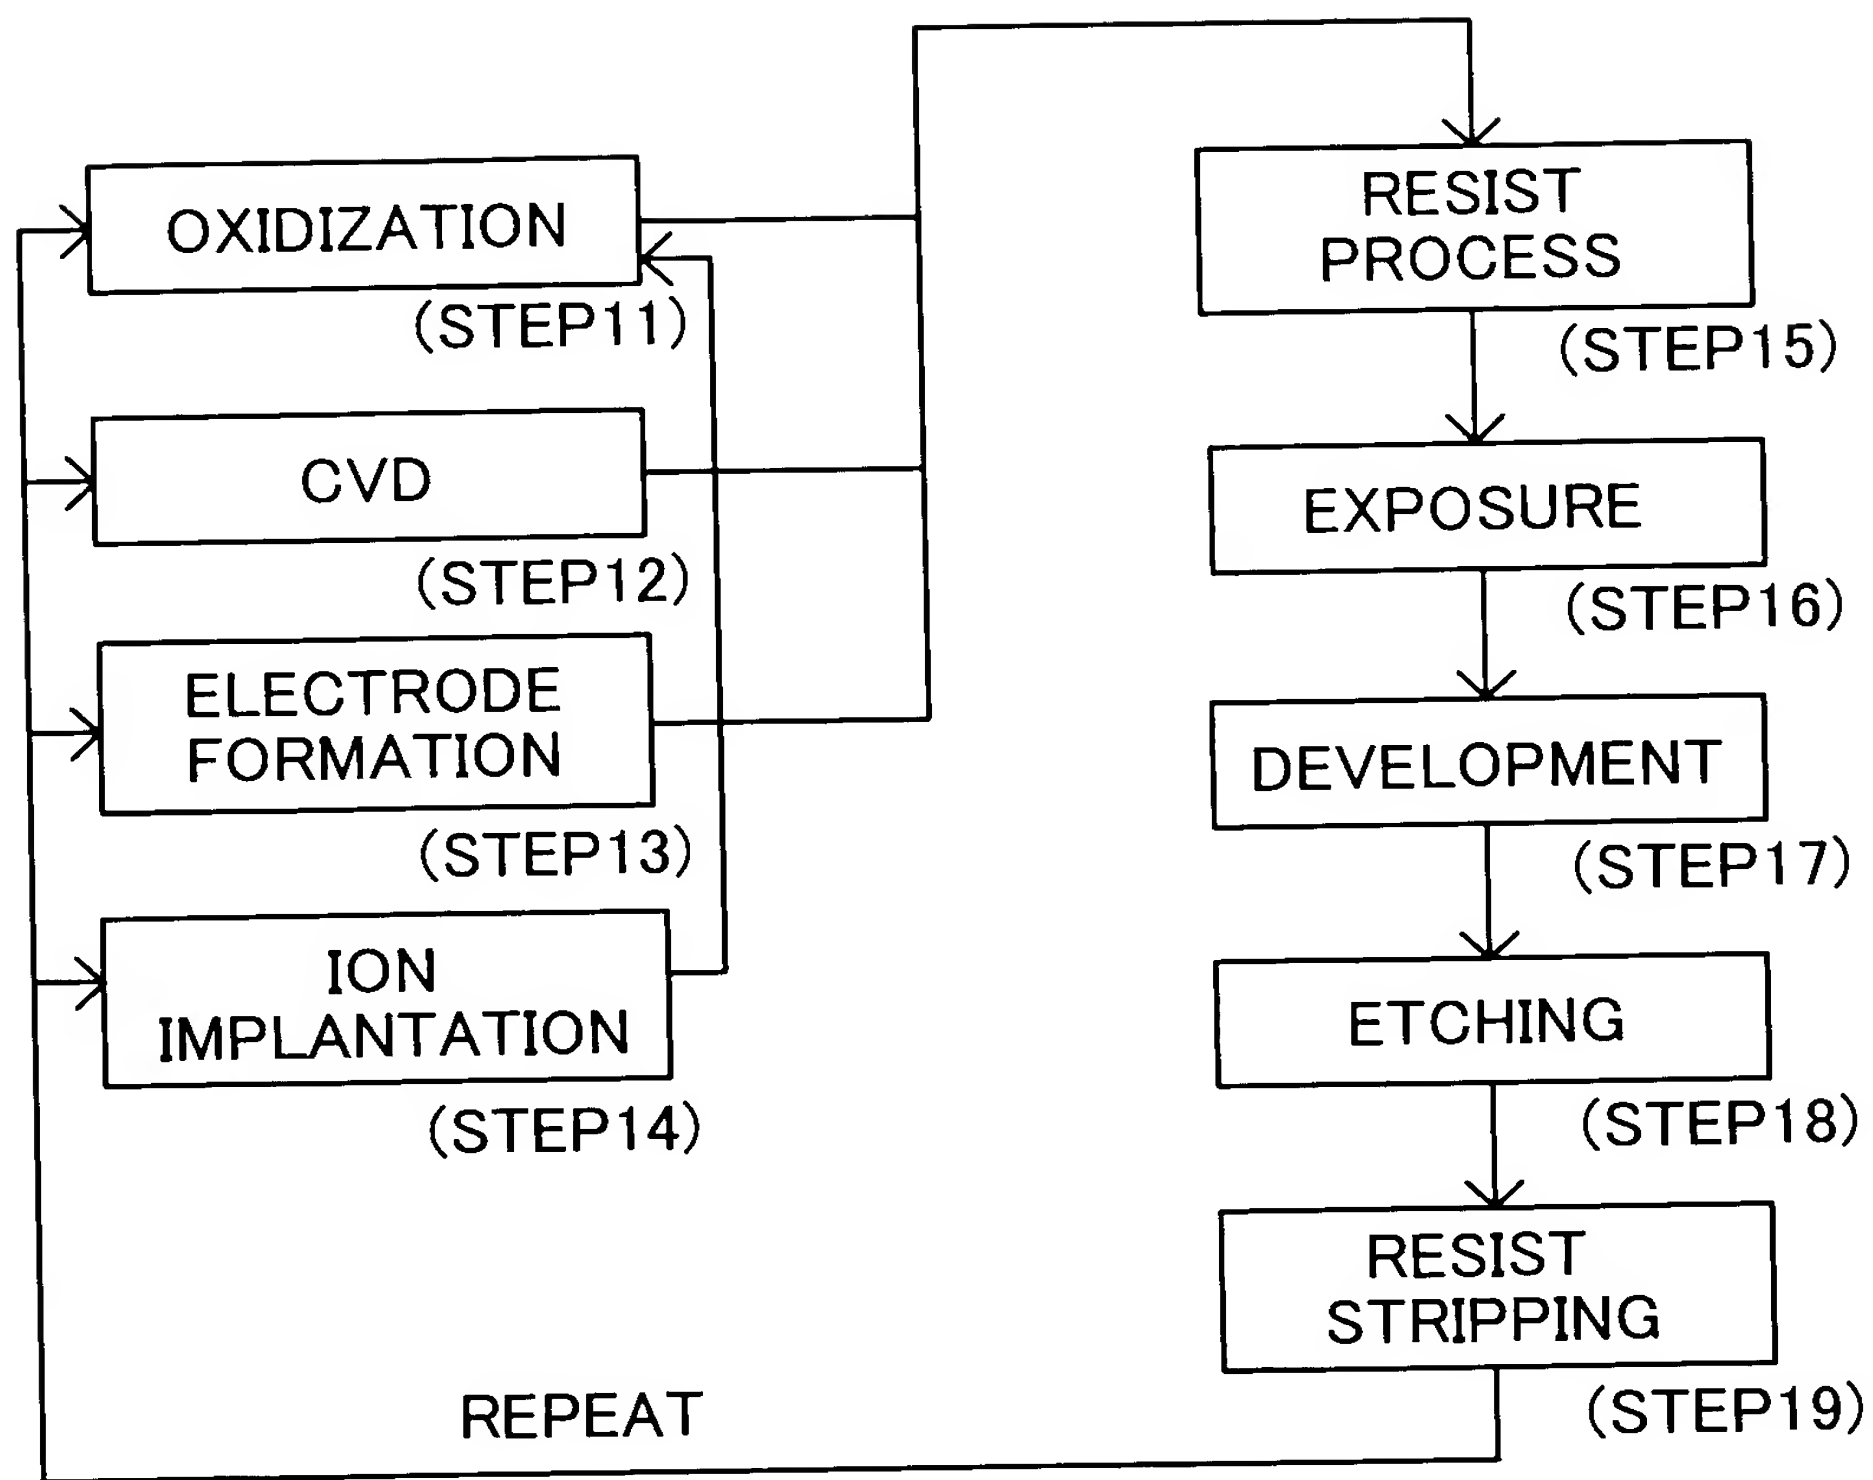 OXIDIZATION
(STEP11)
CVD
(STEP12)
ELECTRODE
FORMATION
(STEP13)
ION
IMPLANTATION
(STEP14)
RESIST
PROCESS
(STEP15)
EXPOSURE
(STEP16)
DEVELOPMENT
(STEP17)
ETCHING
(STEP18)
RESIST
STRIPPING
(STEP19)
REPEAT